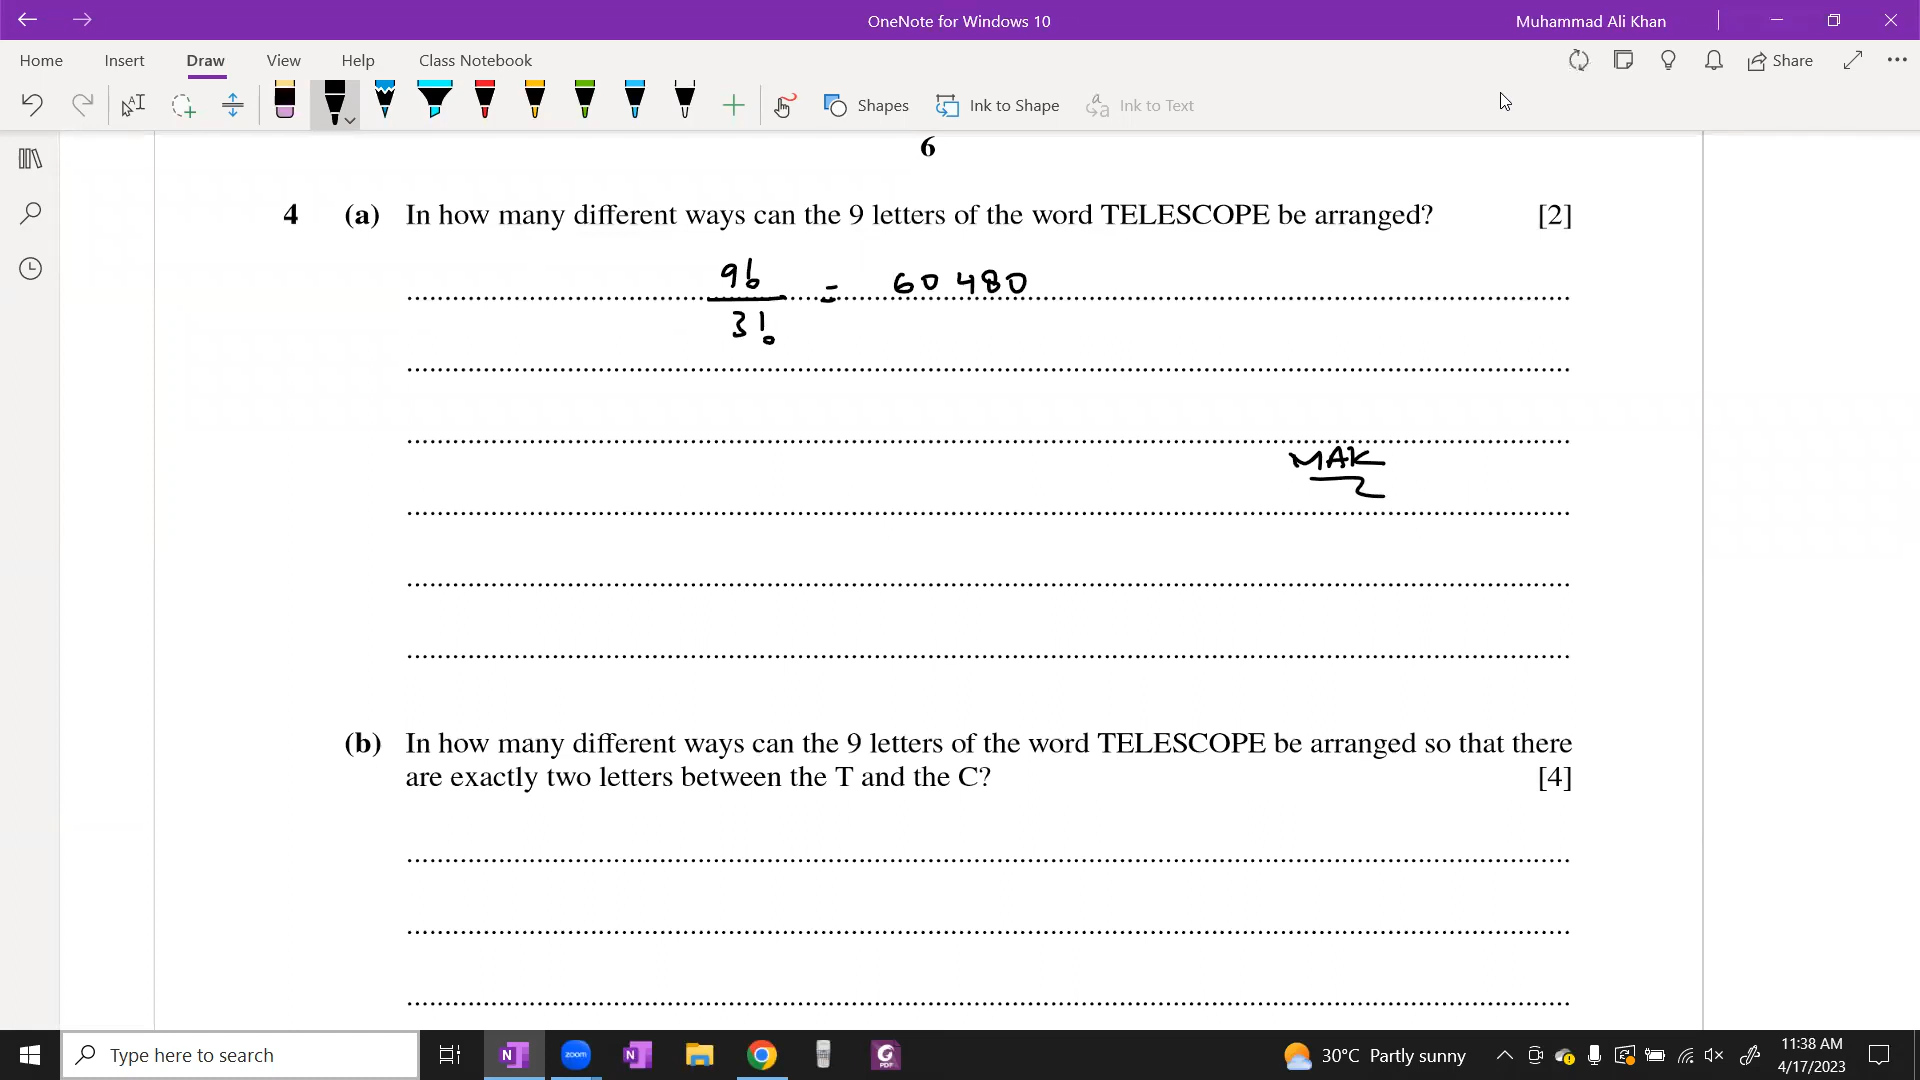 OneNote for Windows 10
Muhammad Ali Khan
Home Insert Draw View Help Class Notebook
Share
Shapes Ink to Shape Ink to Text
6
4 (a) In how many different ways can the 9 letters of the word TELESCOPE be arranged? [2]
9!
= 60 480
3!
MAK
(b) In how many different ways can the 9 letters of the word TELESCOPE be arranged so that there
are exactly two letters between the T and the C? [4]
Type here to search
zoom
30°C Partly sunny
11:38 AM
4/17/2023